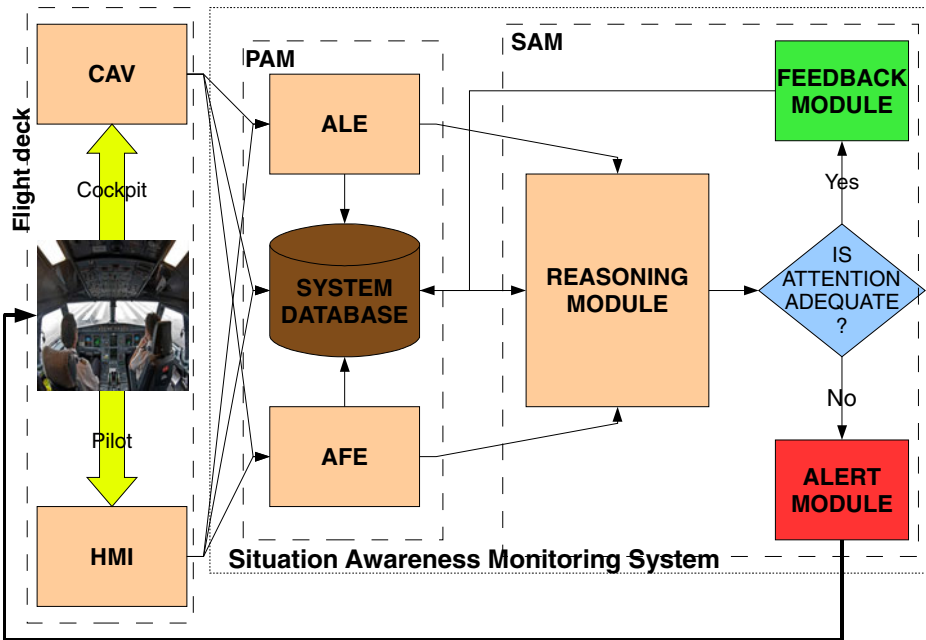 Flight deck
CAV
Cockpit
Pilot
HMI
PAM
ALE
SYSTEM
DATABASE
AFE
SAM
REASONING
MODULE
FEEDBACK
MODULE
Yes
IS
ATTENTION
ADEQUATE
?
No
ALERT
MODULE
Situation Awareness Monitoring System